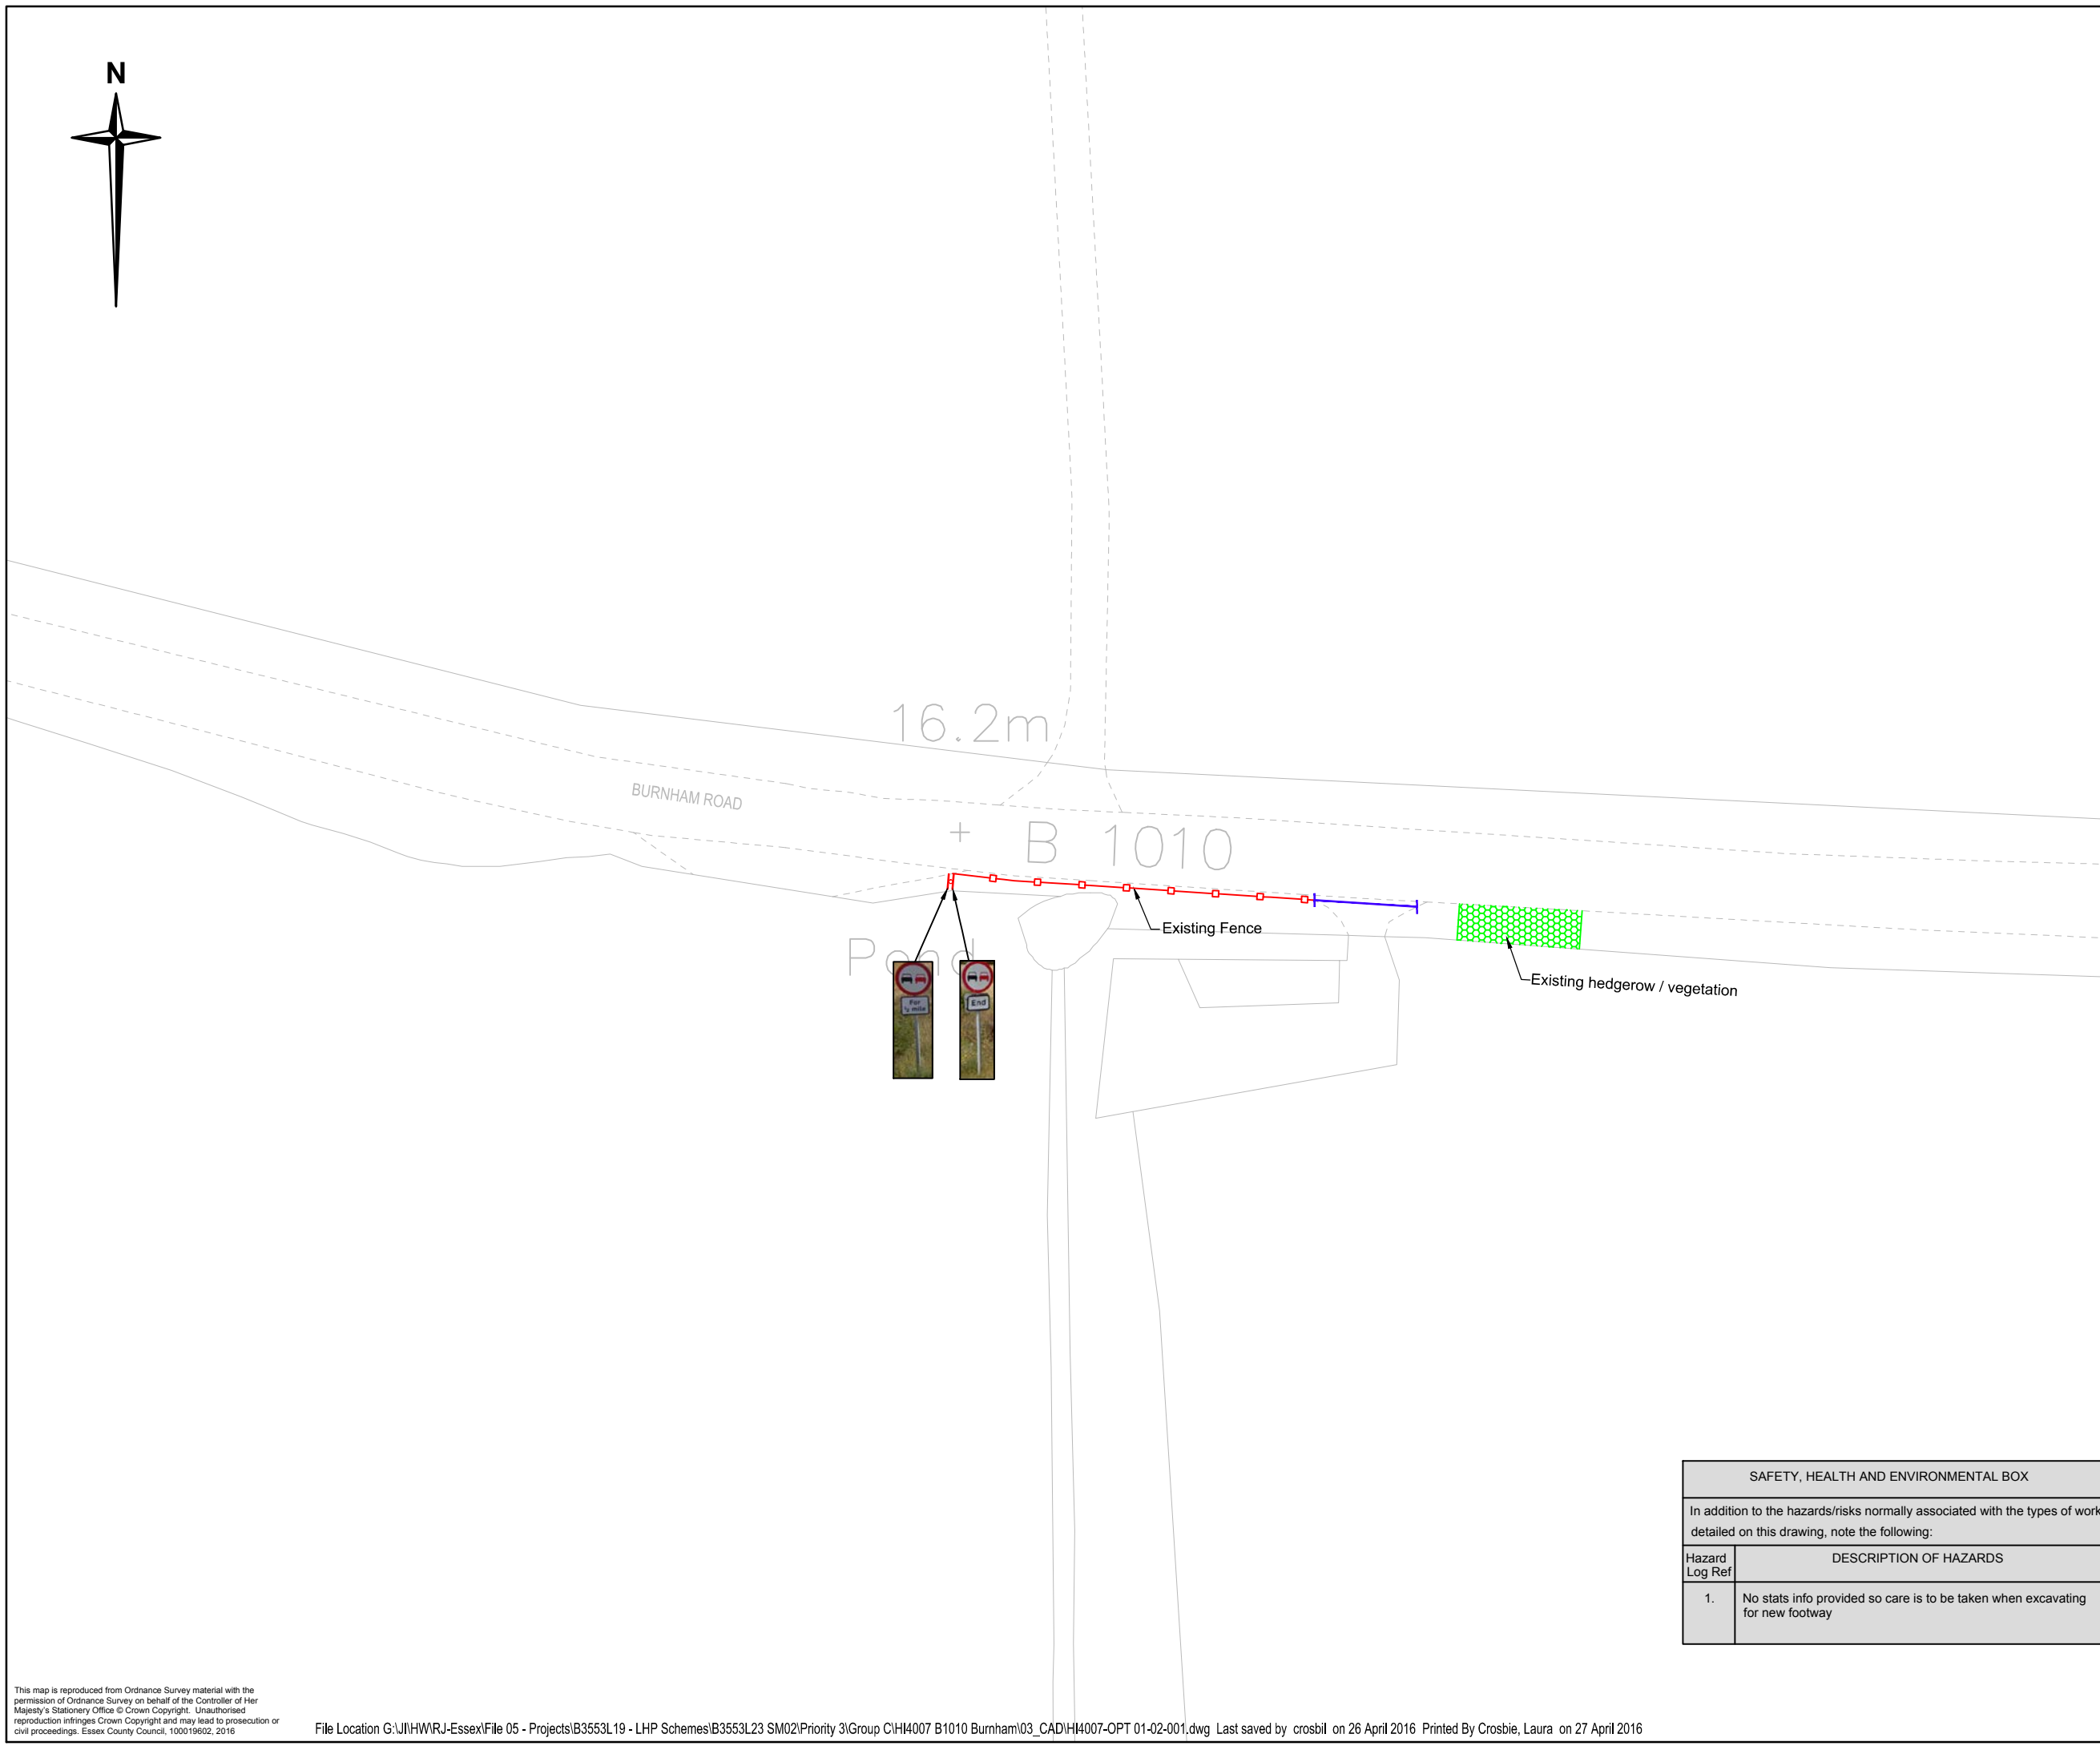 N
16.2m
BURNHAM ROAD
B 1010
Existing Fence
Pond
For
½ mile
End
Existing hedgerow / vegetation
SAFETY, HEALTH AND ENVIRONMENTAL BOX
In addition to the hazards/risks normally associated with the types of work
detailed on this drawing, note the following:
Hazard
Log Ref
DESCRIPTION OF HAZARDS
1.
No stats info provided so care is to be taken when excavating
for new footway
This map is reproduced from Ordnance Survey material with the
permission of Ordnance Survey on behalf of the Controller of Her
Majesty's Stationery Office © Crown Copyright. Unauthorised
reproduction infringes Crown Copyright and may lead to prosecution or
civil proceedings. Essex County Council, 100019602, 2016
File Location G:\JI\HW\RJ-Essex\File 05 - Projects\B3553L19 - LHP Schemes\B3553L23 SM02\Priority 3\Group C\HI4007 B1010 Burnham\03_CAD\HI4007-OPT 01-02-001.dwg Last saved by crosbil on 26 April 2016 Printed By Crosbie, Laura on 27 April 2016